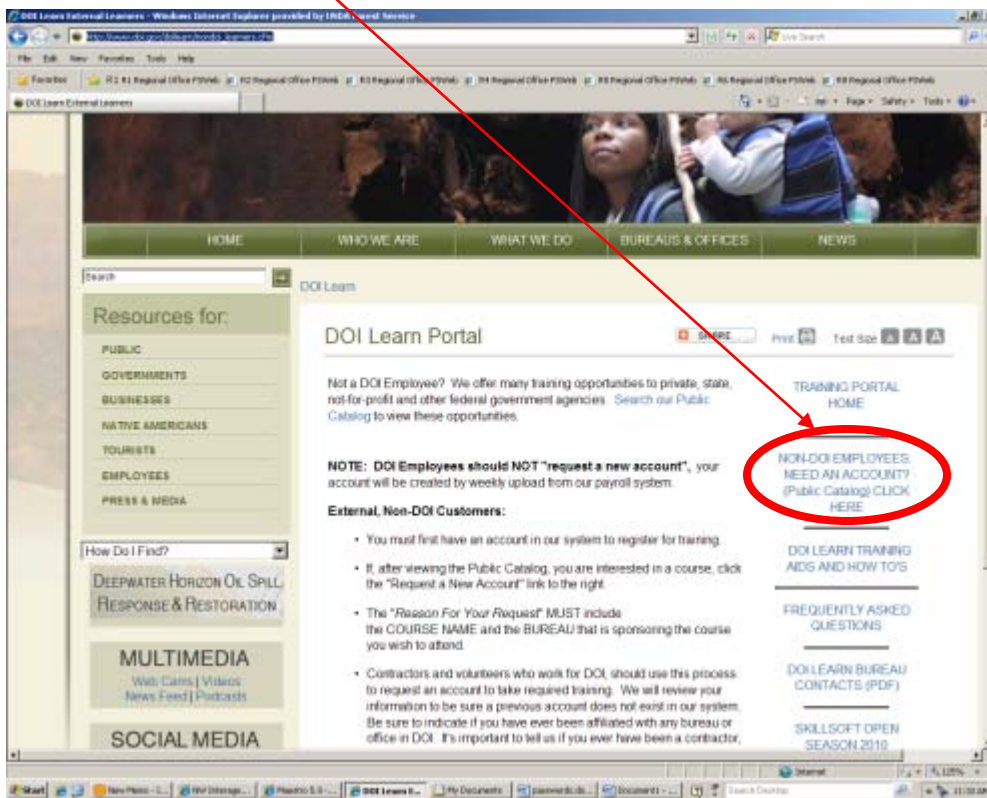 DOI Learn External Learners - Windows Internet Explorer provided by USDA Forest Service
Live Search
File Edit View Favorites Tools Help
Favorites
DOI Learn External Learners
Page Safety Tools
HOME WHO WE ARE WHAT WE DO BUREAUS & OFFICES NEWS
Search
DOI Learn
Resources for:
PUBLIC
GOVERNMENTS
BUSINESSES
NATIVE AMERICANS
TOURISTS
EMPLOYEES
PRESS & MEDIA
How Do I Find?
DEEPWATER HORIZON OIL SPILL
RESPONSE & RESTORATION
MULTIMEDIA
Web Cams | Videos
News Feed | Podcasts
SOCIAL MEDIA
DOI Learn Portal
SHARE Print Text Size A A A
Not a DOI Employee? We offer many training opportunities to private, state,
not-for-profit and other federal government agencies. Search our Public
Catalog to view these opportunities.
NOTE: DOI Employees should NOT "request a new account", your
account will be created by weekly upload from our payroll system.
External, Non-DOI Customers:
• You must first have an account in our system to register for training.
• If, after viewing the Public Catalog, you are interested in a course, click
the "Request a New Account" link to the right.
• The "Reason For Your Request" MUST include
the COURSE NAME and the BUREAU that is sponsoring the course
you wish to attend.
• Contractors and volunteers who work for DOI, should use this process
to request an account to take required training. We will review your
information to be sure a previous account does not exist in our system.
Be sure to indicate if you have ever been affiliated with any bureau or
office in DOI. It's important to tell us if you ever have been a contractor,
TRAINING PORTAL
HOME
NON-DOI EMPLOYEES:
NEED AN ACCOUNT?
(Public Catalog) CLICK
HERE
DOI LEARN TRAINING
AIDS AND HOW TO'S
FREQUENTLY ASKED
QUESTIONS
DOI LEARN BUREAU
CONTACTS (PDF)
SKILLSOFT OPEN
SEASON 2010
Internet 125%
Start
DOI Learn E...
My Documents
Search Desktop